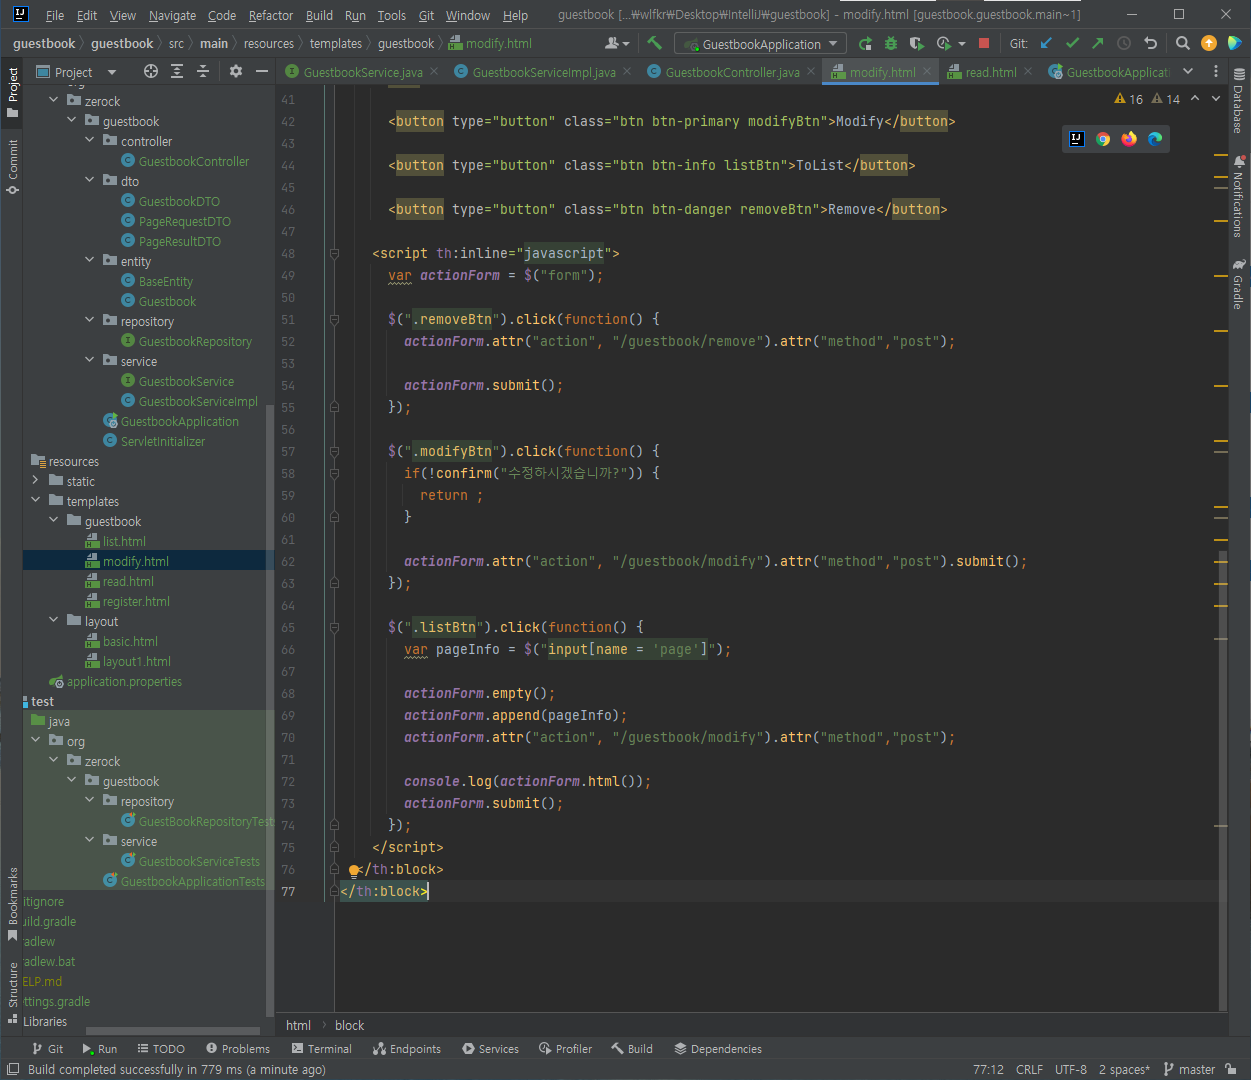 File Edit View Navigate Code Refactor Build Run Tools Git Window Help guestbook [...₩wlfkr₩Desktop₩IntelliJ₩guestbook] - modify.html [guestbook.guestbook.main~1]
guestbook guestbook src main resources templates guestbook modify.html GuestbookApplication Git:
Project GuestbookService.java GuestbookServiceImpl.java GuestbookController.java modify.html read.html GuestbookApplicati
Project
Commit
Bookmarks
Structure
zerock
guestbook
controller
GuestbookController
dto
GuestbookDTO
PageRequestDTO
PageResultDTO
entity
BaseEntity
Guestbook
repository
GuestbookRepository
service
GuestbookService
GuestbookServiceImpl
GuestbookApplication
ServletInitializer
resources
static
templates
guestbook
list.html
modify.html
read.html
register.html
layout
basic.html
layout1.html
application.properties
test
java
org
zerock
guestbook
repository
GuestBookRepositoryTest
service
GuestbookServiceTests
GuestbookApplicationTests
itignore
uild.gradle
radlew
radlew.bat
ELP.md
ettings.gradle
Libraries
16 14
41
42 <button type="button" class="btn btn-primary modifyBtn">Modify</button>
43
44 <button type="button" class="btn btn-info listBtn">ToList</button>
45
46 <button type="button" class="btn btn-danger removeBtn">Remove</button>
47
48 <script th:inline="javascript">
49 var actionForm = $("form");
50
51 $(".removeBtn").click(function() {
52 actionForm.attr("action", "/guestbook/remove").attr("method","post");
53
54 actionForm.submit();
55 });
56
57 $(".modifyBtn").click(function() {
58 if(!confirm("수정하시겠습니까?")) {
59 return ;
60 }
61
62 actionForm.attr("action", "/guestbook/modify").attr("method","post").submit();
63 });
64
65 $(".listBtn").click(function() {
66 var pageInfo = $("input[name = 'page']");
67
68 actionForm.empty();
69 actionForm.append(pageInfo);
70 actionForm.attr("action", "/guestbook/modify").attr("method","post");
71
72 console.log(actionForm.html());
73 actionForm.submit();
74 });
75 </script>
76 </th:block>
77 </th:block>
Database
Notifications
Gradle
html block
Git Run TODO Problems Terminal Endpoints Services Profiler Build Dependencies
Build completed successfully in 779 ms (a minute ago) 77:12 CRLF UTF-8 2 spaces* master